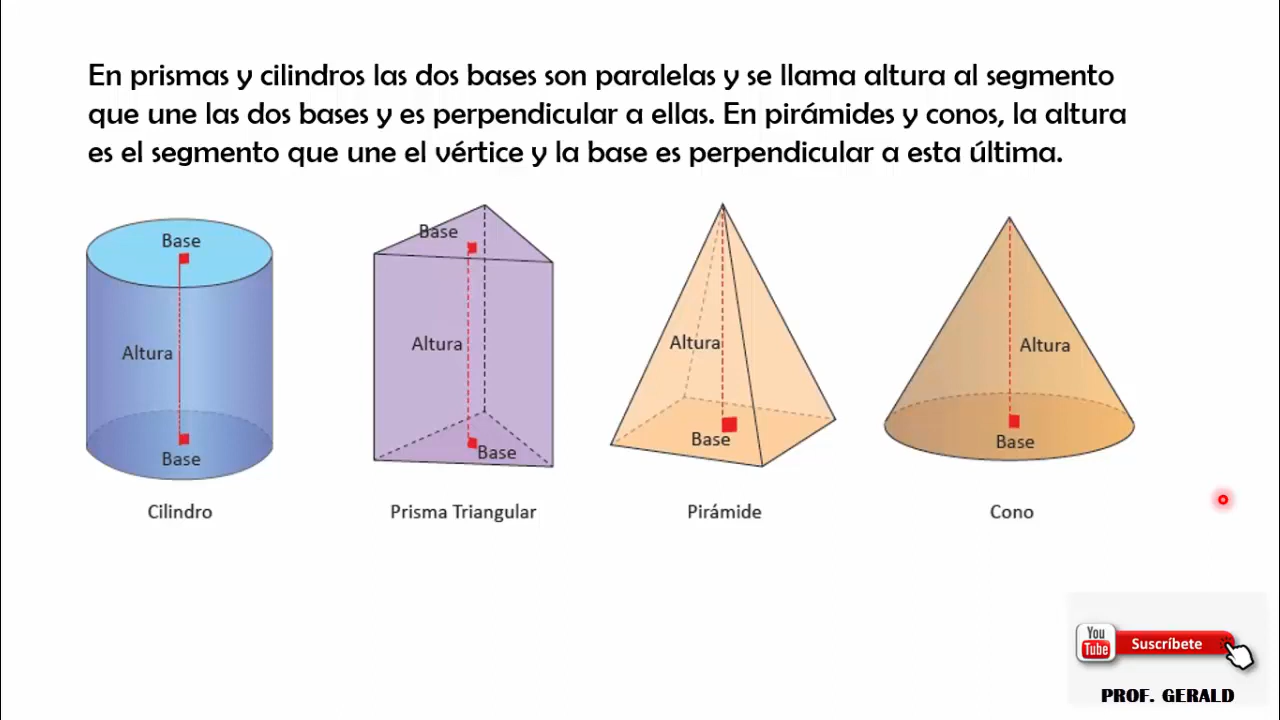 En prismas y cilindros las dos bases son paralelas y se llama altura al segmento
que une las dos bases y es perpendicular a ellas. En pirámides y conos, la altura
es el segmento que une el vértice y la base es perpendicular a esta última.
Base
Altura
Base
Cilindro
Base
Altura
Base
Prisma Triangular
Altura
Base
Pirámide
Altura
Base
Cono
You
Tube
Suscríbete
PROF. GERALD